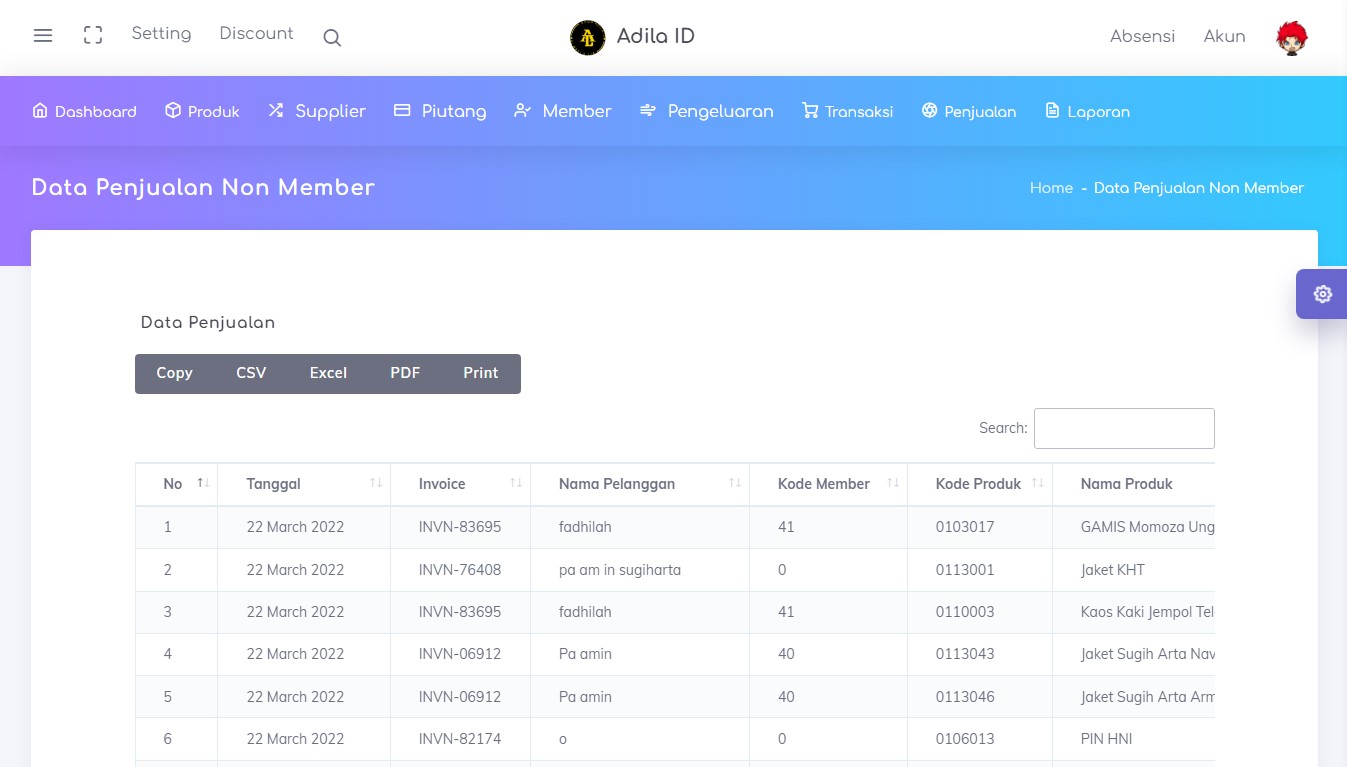 Setting Discount Adila ID Absensi Akun
Dashboard Produk Supplier Piutang Member Pengeluaran Transaksi Penjualan Laporan
Data Penjualan Non Member Home - Data Penjualan Non Member
Data Penjualan
Copy CSV Excel PDF Print
Search:
No Tanggal Invoice Nama Pelanggan Kode Member Kode Produk Nama Produk
1 22 March 2022 INVN-83695 fadhilah 41 0103017 GAMIS Momoza Ung
2 22 March 2022 INVN-76408 pa am in sugiharta 0 0113001 Jaket KHT
3 22 March 2022 INVN-83695 fadhilah 41 0110003 Kaos Kaki Jempol Tel
4 22 March 2022 INVN-06912 Pa amin 40 0113043 Jaket Sugih Arta Nav
5 22 March 2022 INVN-06912 Pa amin 40 0113046 Jaket Sugih Arta Arm
6 22 March 2022 INVN-82174 o 0 0106013 PIN HNI